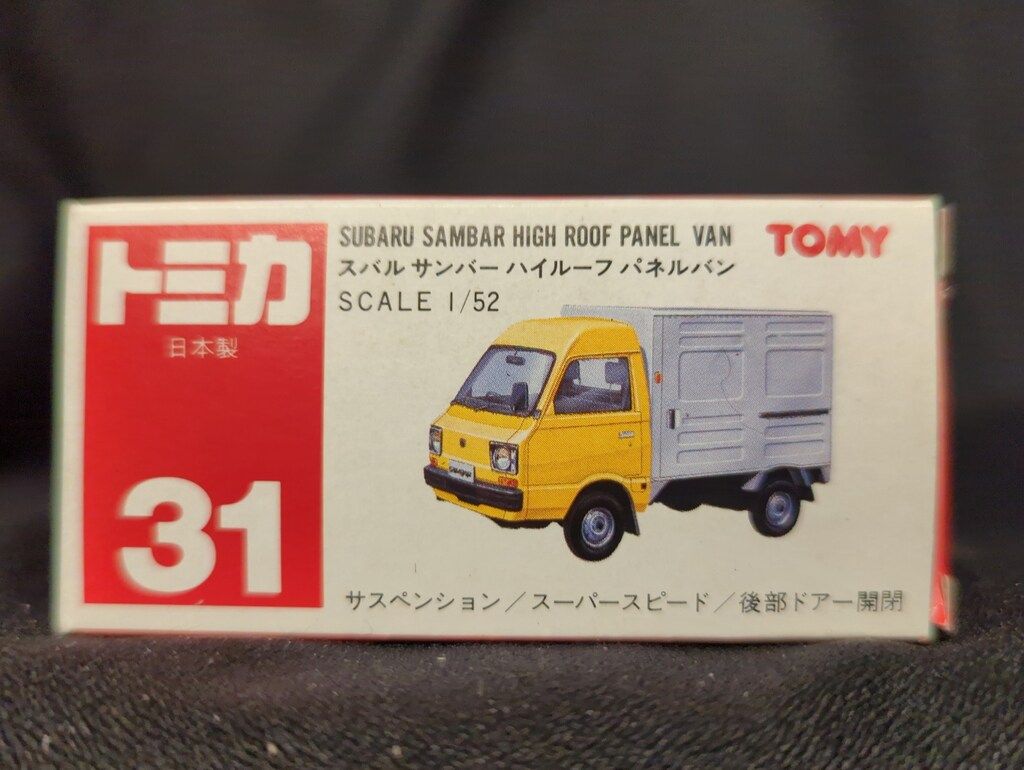 トミカ
日本製
31
SUBARU SAMBAR HIGH ROOF PANEL VAN
スバル サンバー ハイルーフ パネルバン
SCALE 1/52
TOMY
サスペンション/スーパースピード/後部ドアー開閉